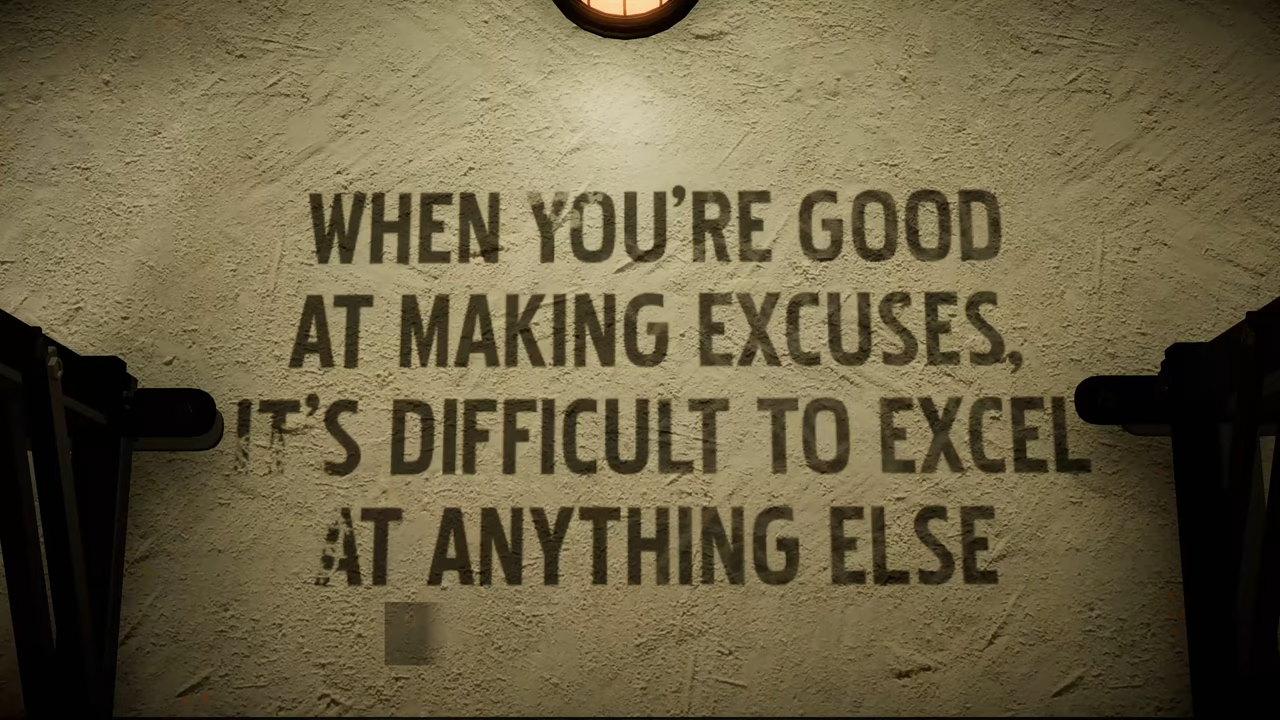 WHEN YOU'RE GOOD
AT MAKING EXCUSES,
IT'S DIFFICULT TO EXCEL
AT ANYTHING ELSE